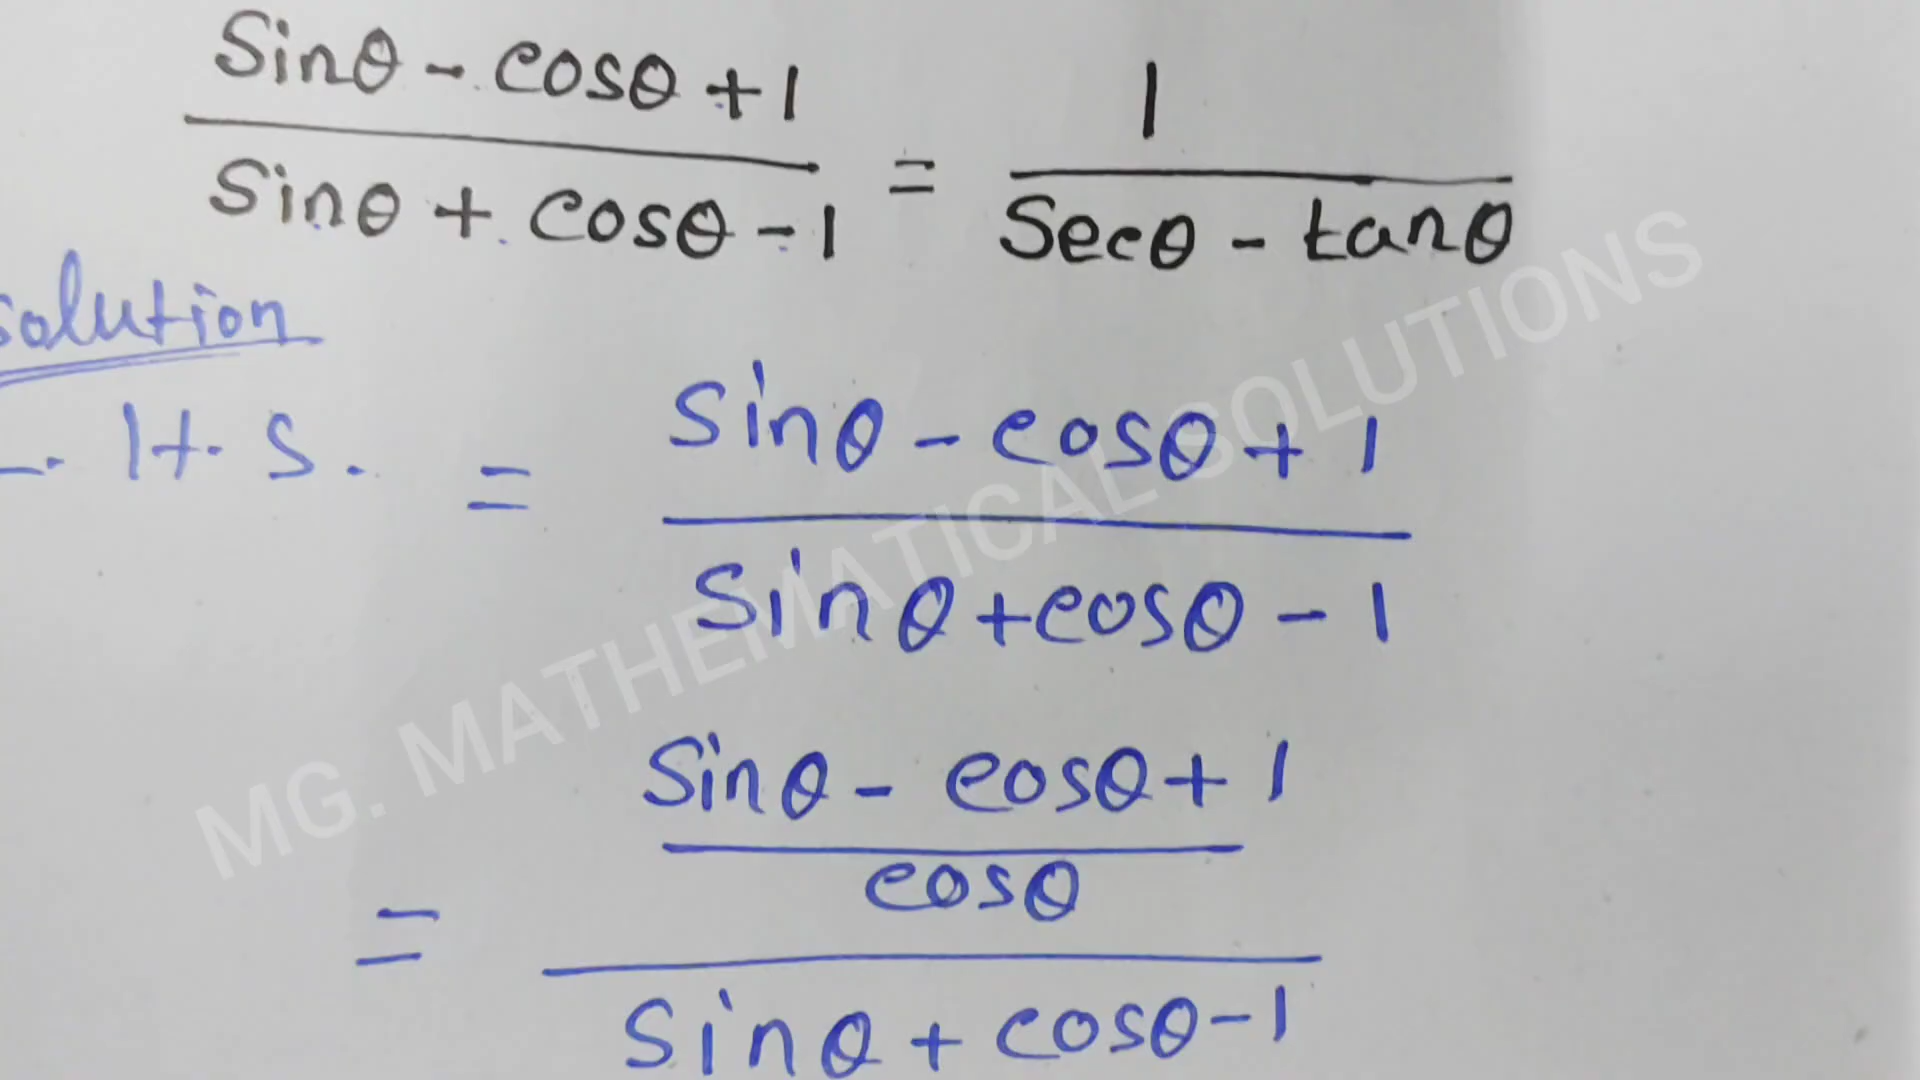 Sinθ - cosθ + 1
Sinθ + cosθ - 1
=
1
Secθ - tanθ
solution
L. H. S. =
Sinθ - cosθ + 1
Sinθ + cosθ - 1
=
Sinθ - cosθ + 1
cosθ
Sinθ + cosθ - 1
MG. MATHEMATICAL SOLUTIONS